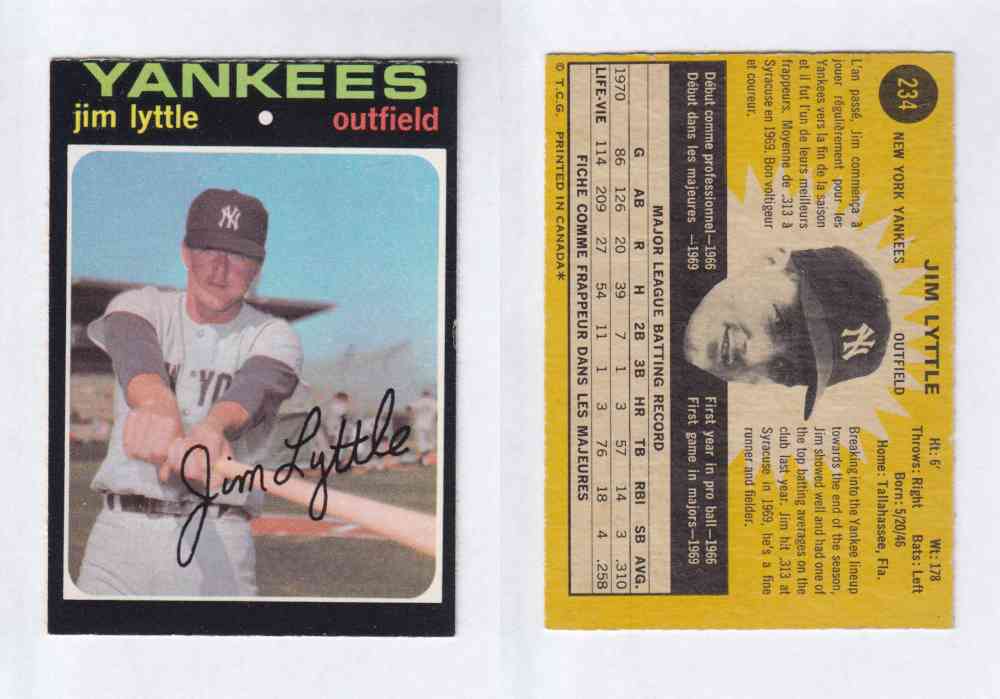 YANKEES
jim lyttle outfield
NY
W YO
Jim Lyttle
234
NEW YORK YANKEES OUTFIELD
JIM LYTTLE
Ht: 6' Wt: 178
Throws: Right Bats: Left
Born: 5/20/46
Home: Tallahassee, Fla.
L'an passé, Jim commença à
jouer régulièrement pour les
Yankees vers la fin de la saison
et il fut l'un de leurs meilleurs
frappeurs. Moyenne de .313 à
Syracuse en 1969. Bon voltigeur
et coureur.
NY
Breaking into the Yankee lineup
towards the end of the season,
Jim showed well and had one of
the top batting averages on the
club last year. Jim hit .313 at
Syracuse in 1969, he's a fine
runner and fielder.
Début comme professionnel—1966 First year in pro ball—1966
Début dans les majeures —1969 First game in majors—1969
MAJOR LEAGUE BATTING RECORD
G AB R H 2B 3B HR TB RBI SB AVG.
1970 86 126 20 39 7 1 3 57 14 3 .310
LIFE-VIE 114 209 27 54 11 1 3 76 18 4 .258
FICHE COMME FRAPPEUR DANS LES MAJEURES
© T.C.G. PRINTED IN CANADA*